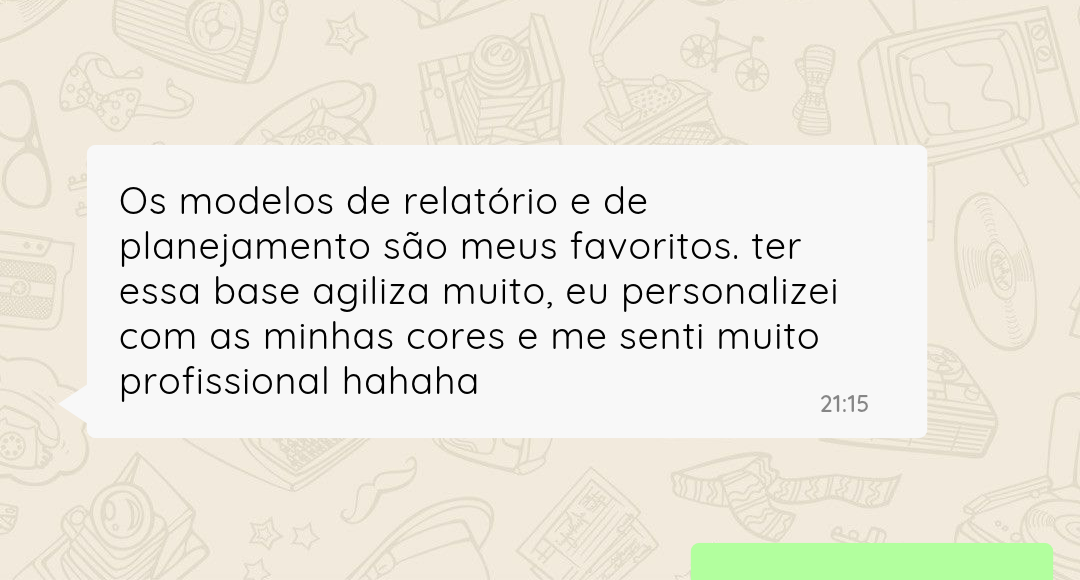 Os modelos de relatório e de
planejamento são meus favoritos. ter
essa base agiliza muito, eu personalizei
com as minhas cores e me senti muito
profissional hahaha
21:15